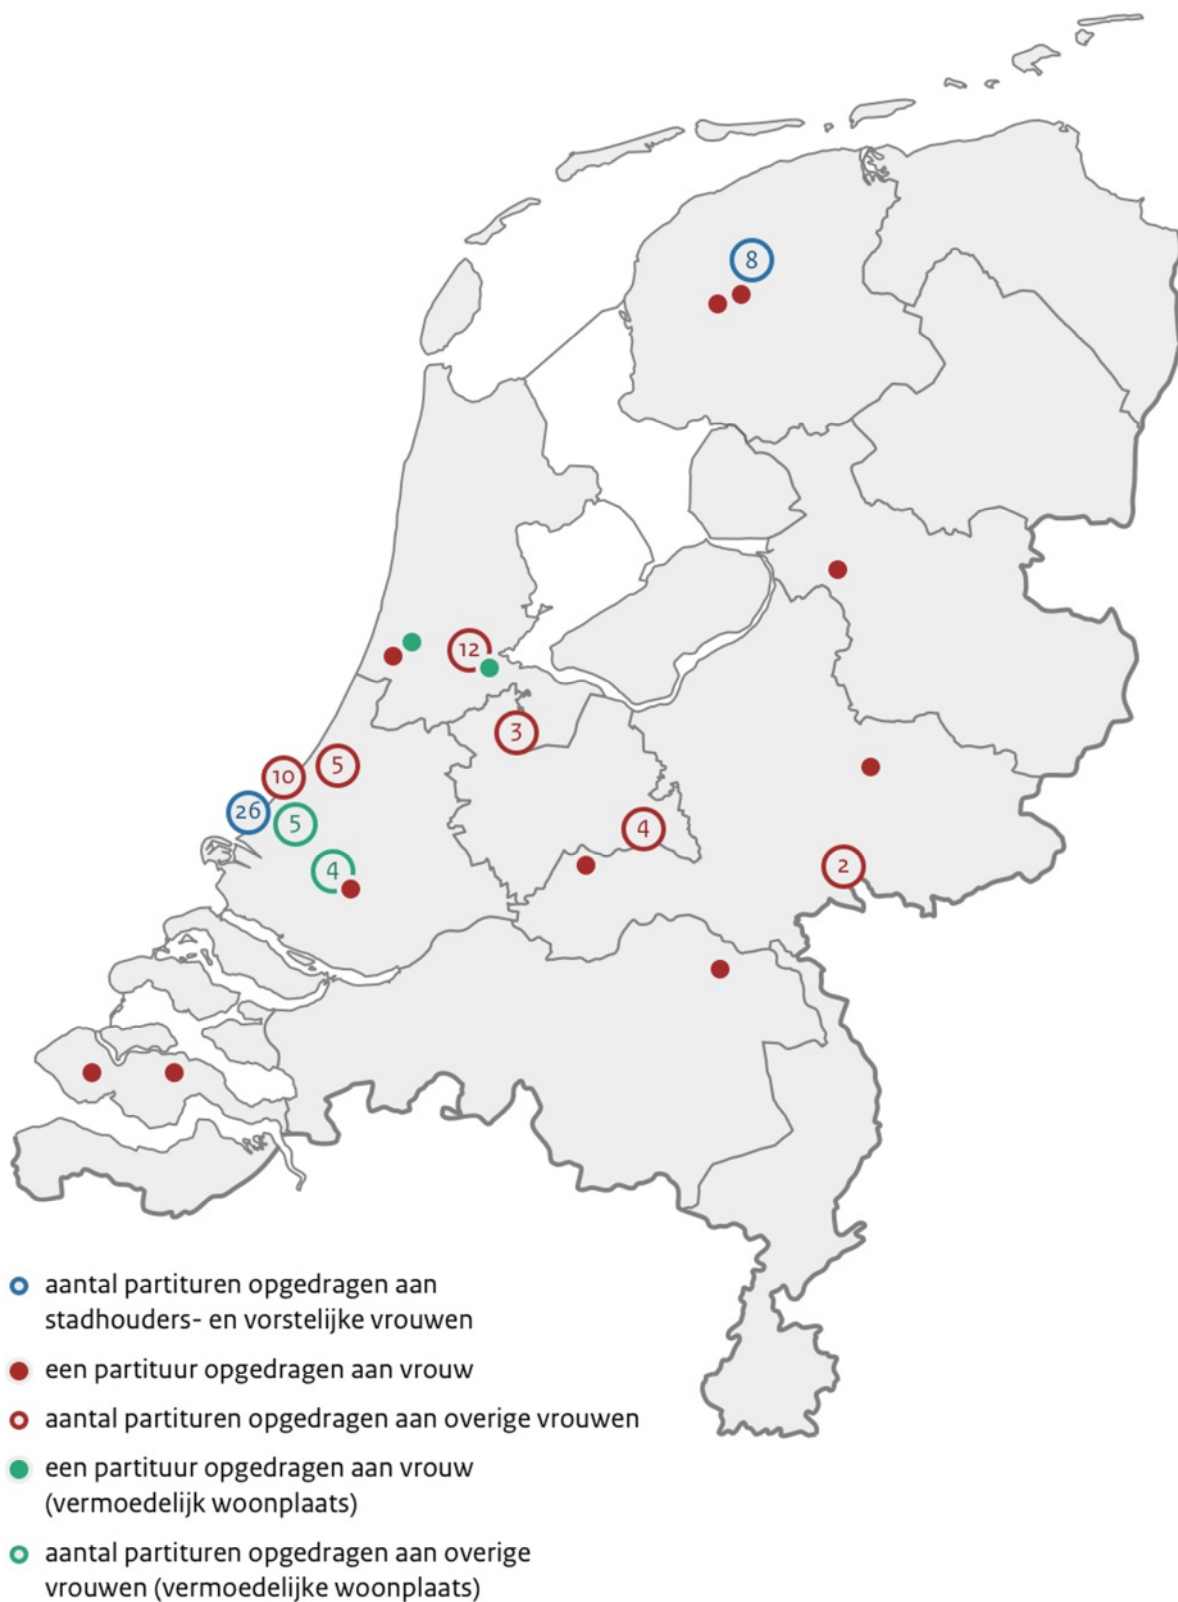 8
12
3
5
10
26
5
4
4
2
aantal partituren opgedragen aan
stadhouders- en vorstelijke vrouwen
een partituur opgedragen aan vrouw
aantal partituren opgedragen aan overige vrouwen
een partituur opgedragen aan vrouw
(vermoedelijk woonplaats)
aantal partituren opgedragen aan overige
vrouwen (vermoedelijke woonplaats)